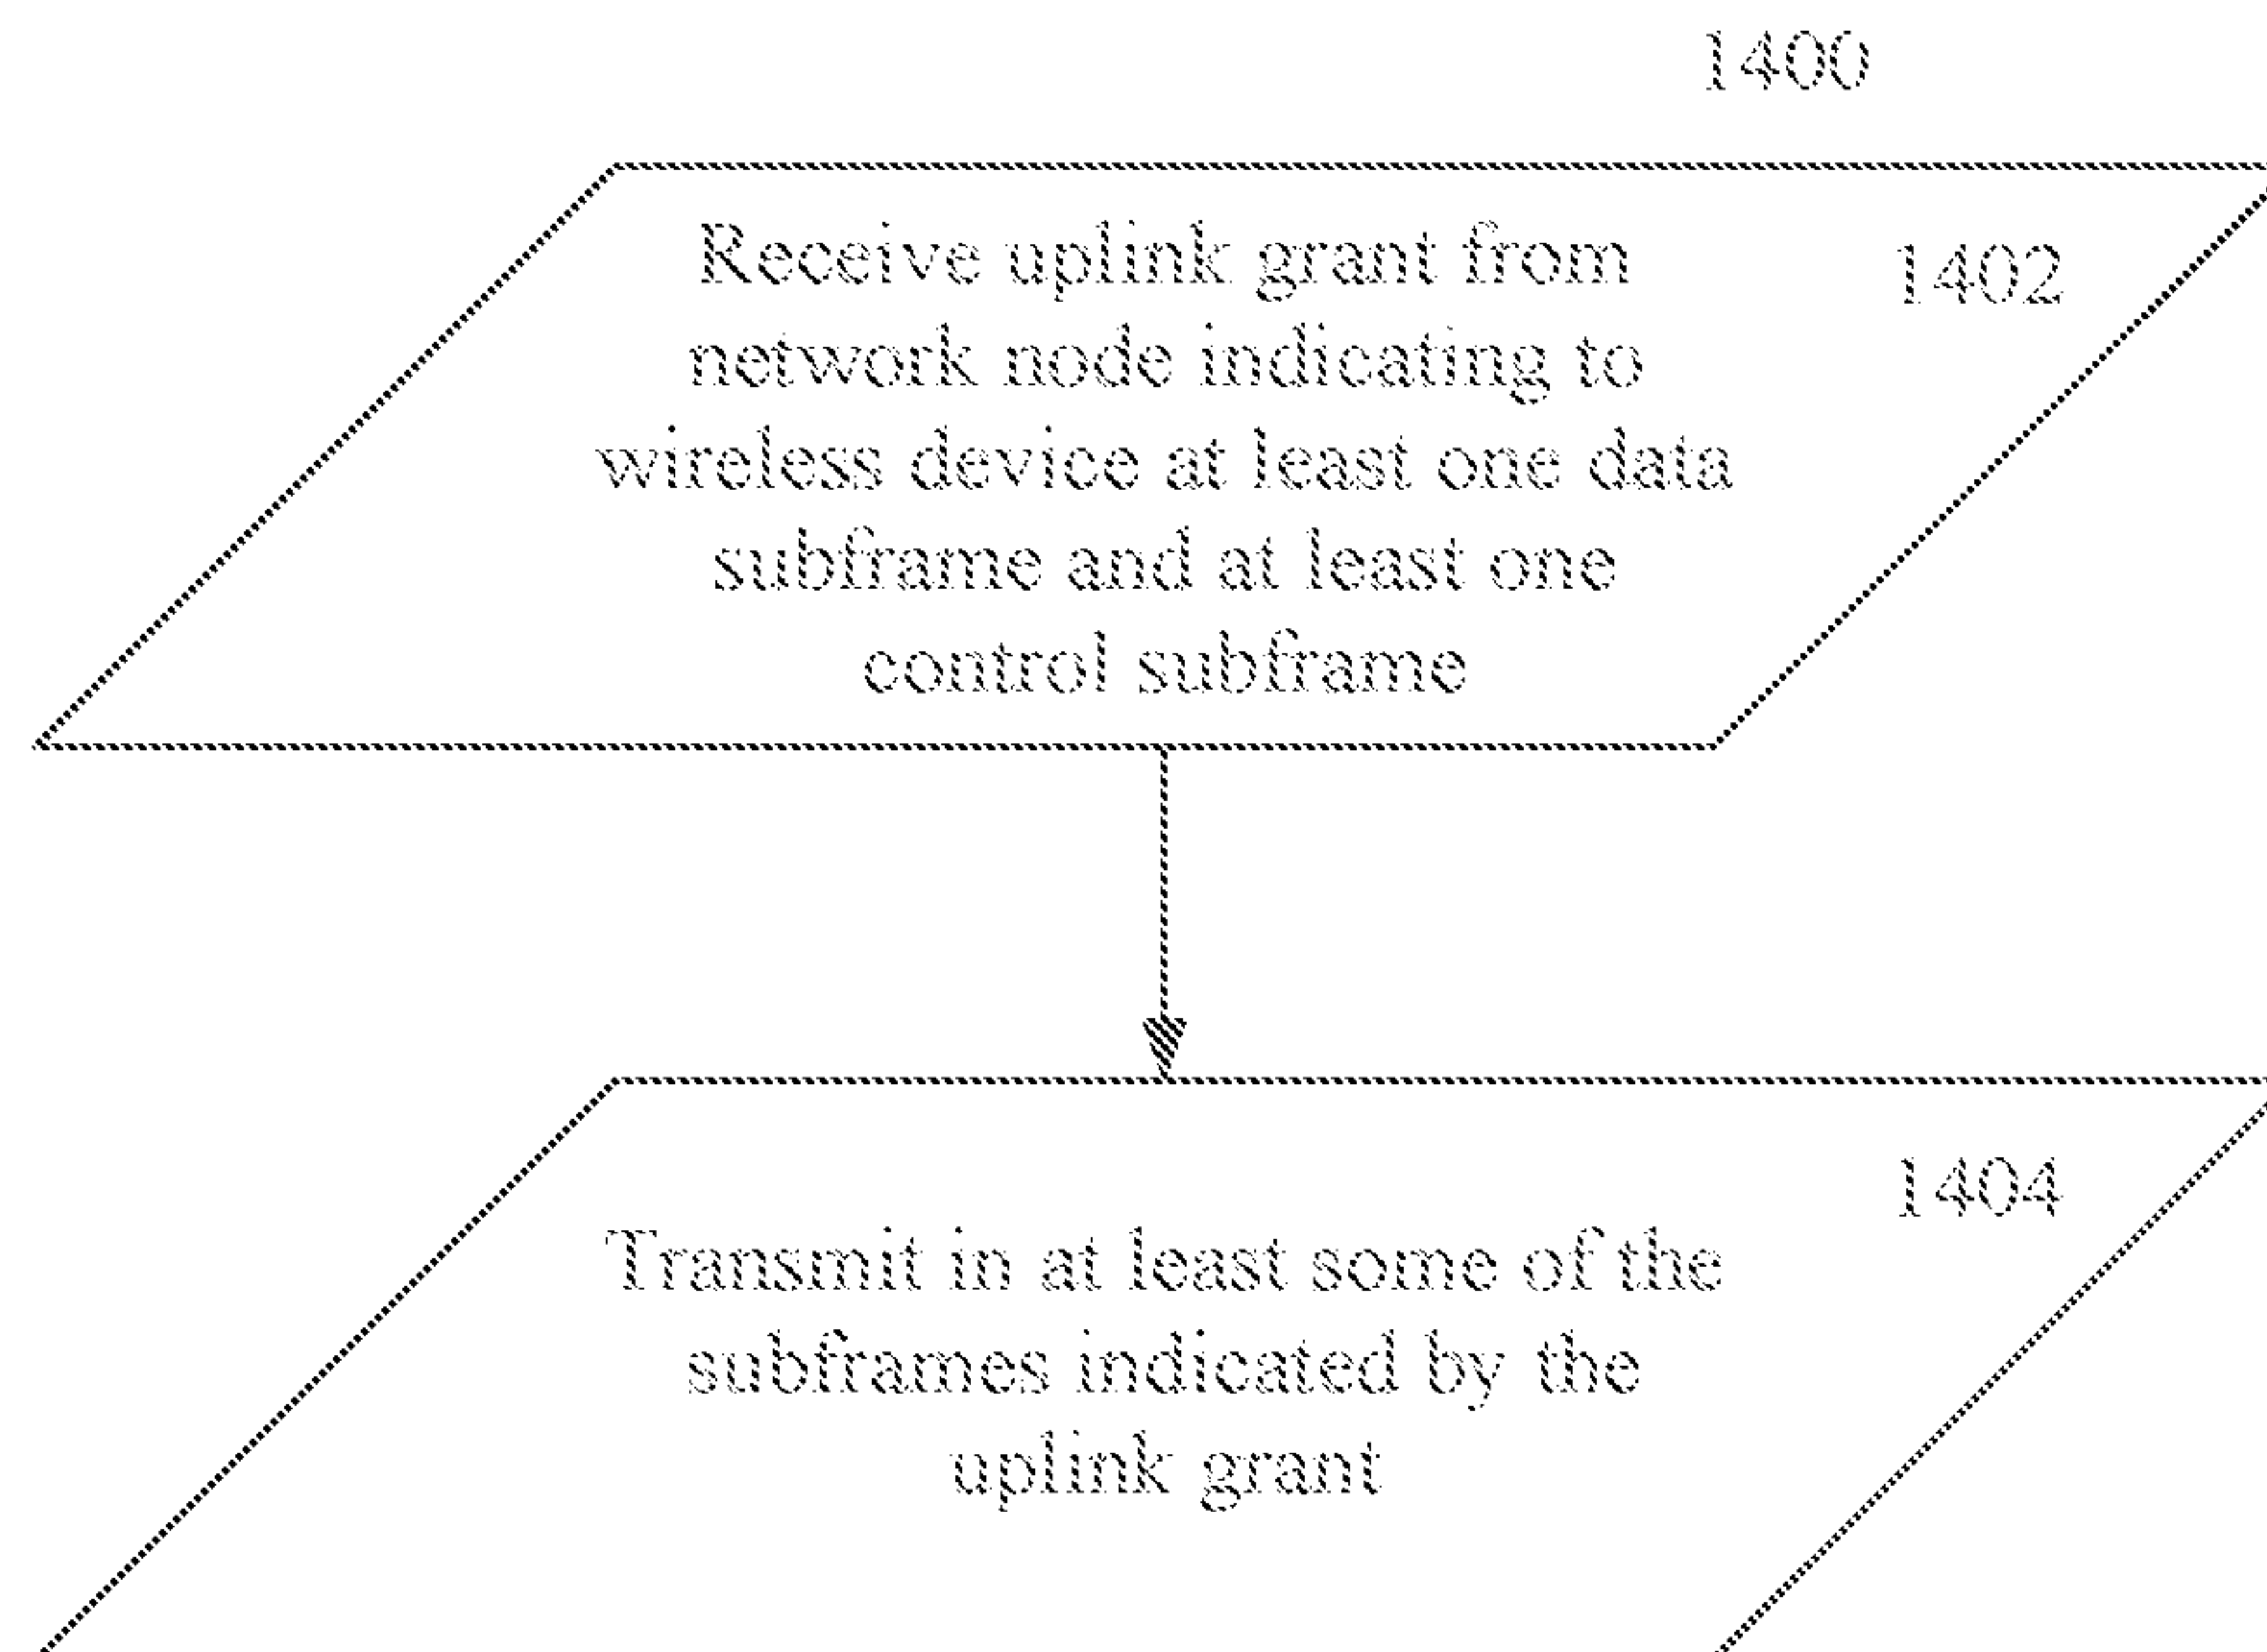 1400
Receive uplink grant from
1402
network node indicating to
wireless device at least one data
subframe and at least one
control subframe
1404
Transmit in at least some of the
subframes indicated by the
uplink grant